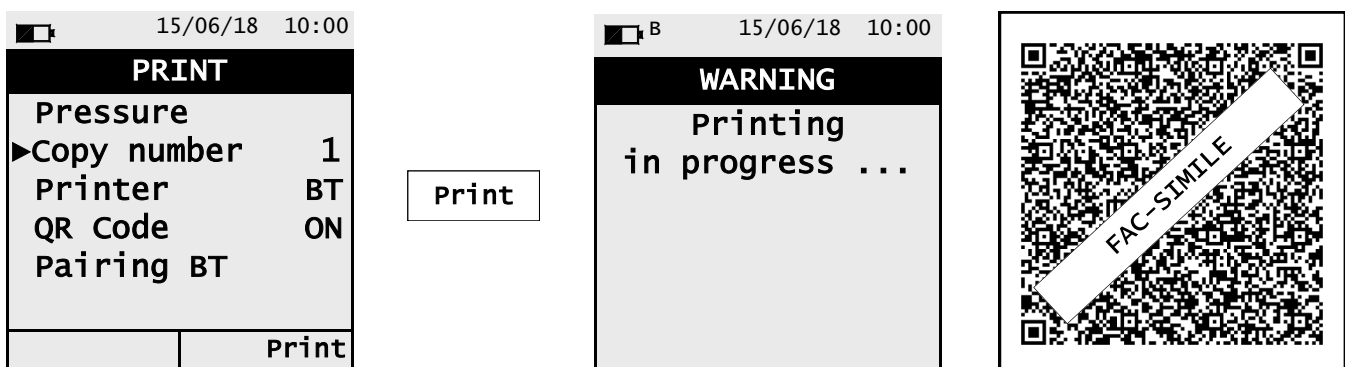 15/06/18 10:00
PRINT
Pressure
►Copy number 1
Printer BT
QR Code ON
Pairing BT
Print
Print
B 15/06/18 10:00
WARNING
Printing
in progress ...
FAC-SIMILE